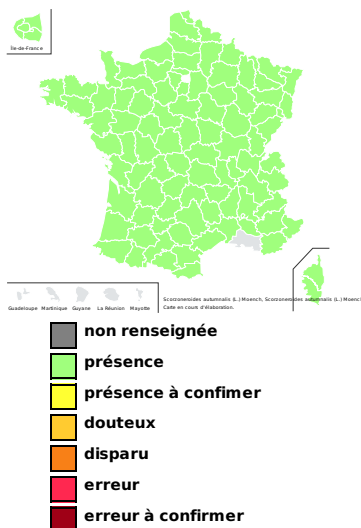 Île-de-France
Guadeloupe Martinique Guyane La Réunion Mayotte
Scorzoneroides autumnalis (L.) Moench, Scorzoneroides autumnalis (L.) Moench
Carte en cours d'élaboration.
non renseignée
présence
présence à confimer
douteux
disparu
erreur
erreur à confirmer